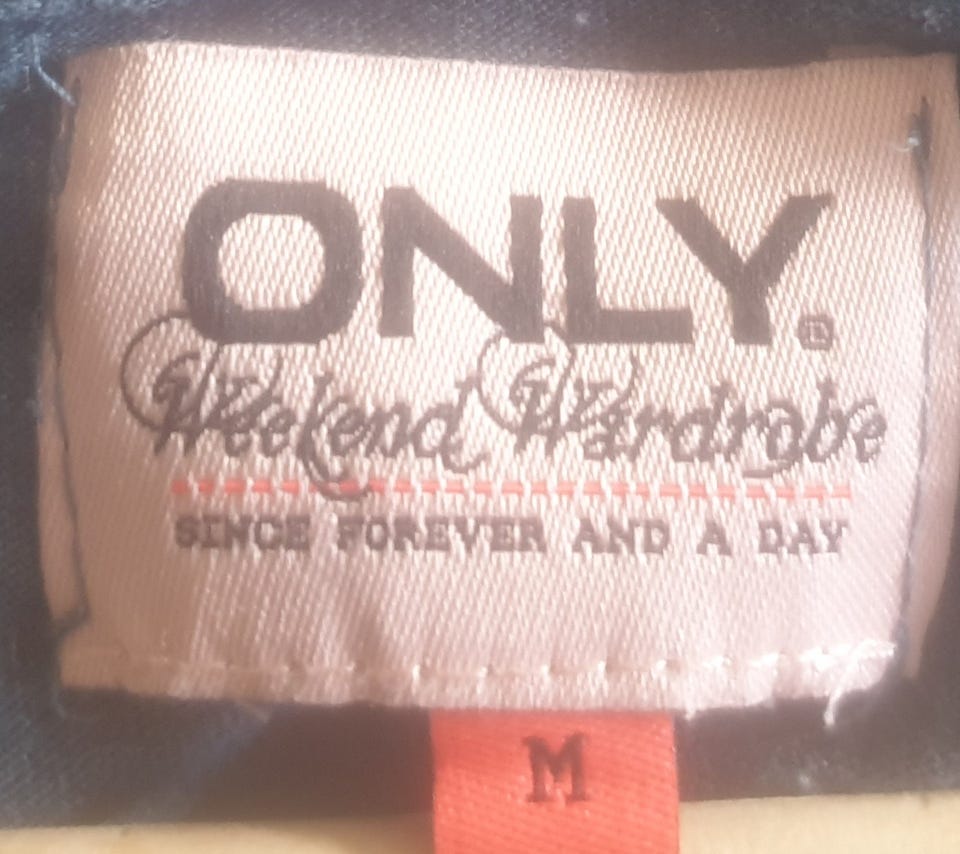 ONLY®
Weekend Wardrobe
SINCE FOREVER AND A DAY
M